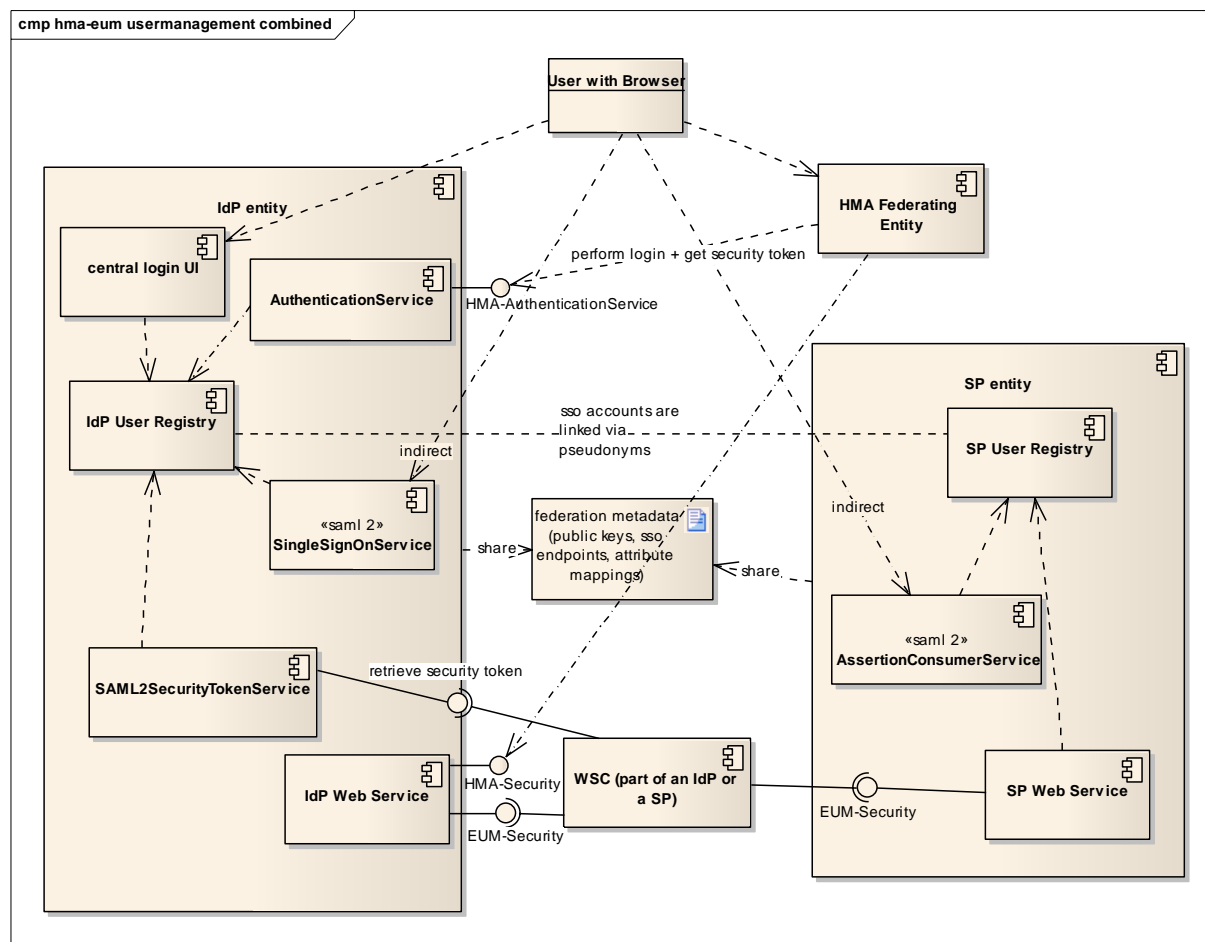 cmp hma-eum usermanagement combined
User with Browser
HMA Federating
Entity
IdP entity
central login UI
AuthenticationService
perform login + get security token
HMA-AuthenticationService
IdP User Registry
sso accounts are
linked via
pseudonyms
SP entity
SP User Registry
indirect
«saml 2»
SingleSignOnService
share
federation metadata
(public keys, sso
endpoints, attribute
mappings)
share
indirect
«saml 2»
AssertionConsumerService
SAML2SecurityTokenService
retrieve security token
IdP Web Service
HMA-Security
EUM-Security
WSC (part of an IdP or
a SP)
EUM-Security
SP Web Service